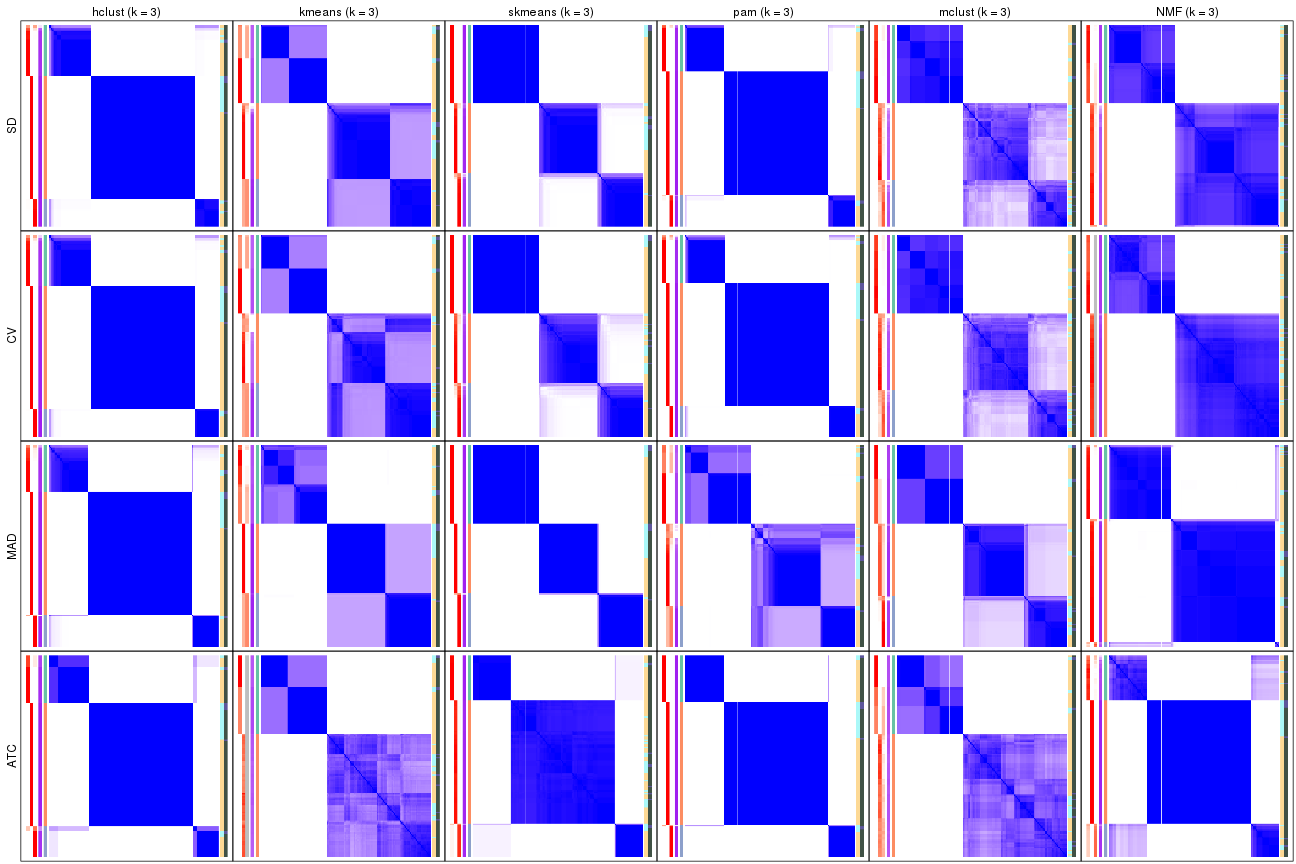 hclust (k = 3) kmeans (k = 3) skmeans (k = 3) pam (k = 3) mclust (k = 3) NMF (k = 3)
SD
CV
MAD
ATC